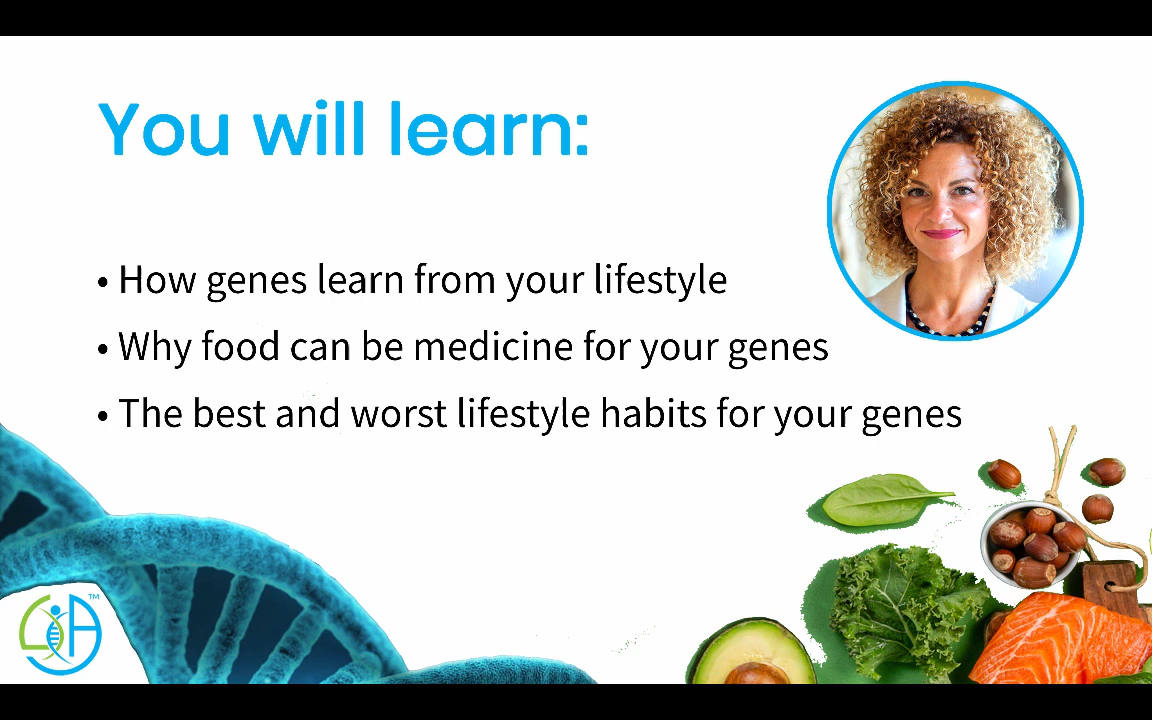 You will learn:
• How genes learn from your lifestyle
• Why food can be medicine for your genes
• The best and worst lifestyle habits for your genes
LA™